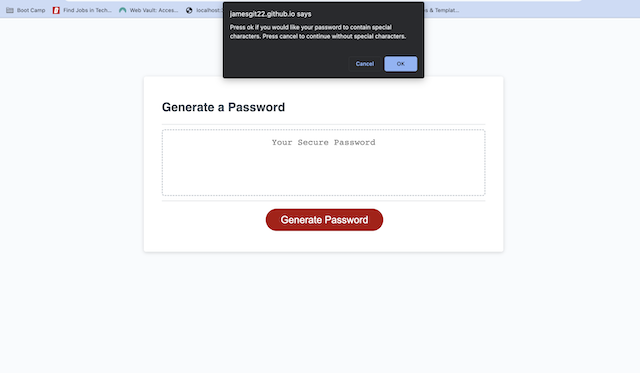 jamesgit22.github.io says
Boot Camp
Find Jobs in Tech...
Web Vault: Acces...
localhost:
s & Templat...
Press ok if you would like your password to contain special
characters. Press cancel to continue without special characters.
Cancel
OK
Generate a Password
Your Secure Password
Generate Password